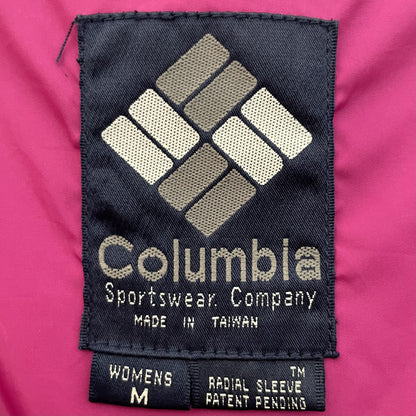 Columbia
Sportswear Company
MADE IN TAIWAN
WOMENS
M
TM
RADIAL SLEEVE
PATENT PENDING